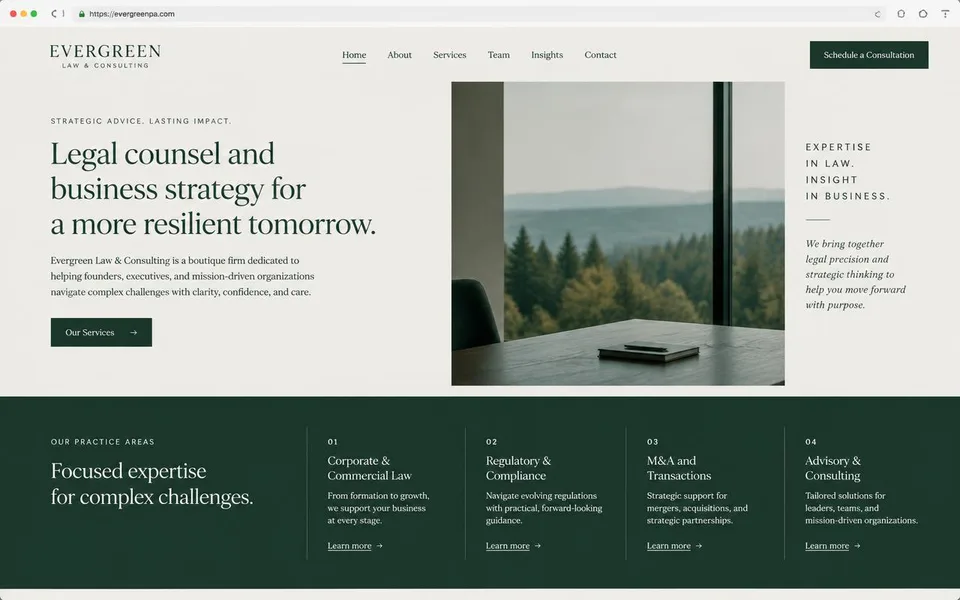 https://evergreenpa.com
EVERGREEN
LAW & CONSULTING
Home
About
Services
Team
Insights
Contact
Schedule a Consultation
STRATEGIC ADVICE. LASTING IMPACT.
Legal counsel and
business strategy for
a more resilient tomorrow.
Evergreen Law & Consulting is a boutique firm dedicated to
helping founders, executives, and mission-driven organizations
navigate complex challenges with clarity, confidence, and care.
Our Services →
EXPERTISE
IN LAW.
INSIGHT
IN BUSINESS.
We bring together
legal precision and
strategic thinking to
help you move forward
with purpose.
OUR PRACTICE AREAS
Focused expertise
for complex challenges.
01
Corporate &
Commercial Law
From formation to growth,
we support your business
at every stage.
Learn more →
02
Regulatory &
Compliance
Navigate evolving regulations
with practical, forward-looking
guidance.
Learn more →
03
M&A and
Transactions
Strategic support for
mergers, acquisitions, and
strategic partnerships.
Learn more →
04
Advisory &
Consulting
Tailored solutions for
leaders, teams, and
mission-driven organizations.
Learn more →